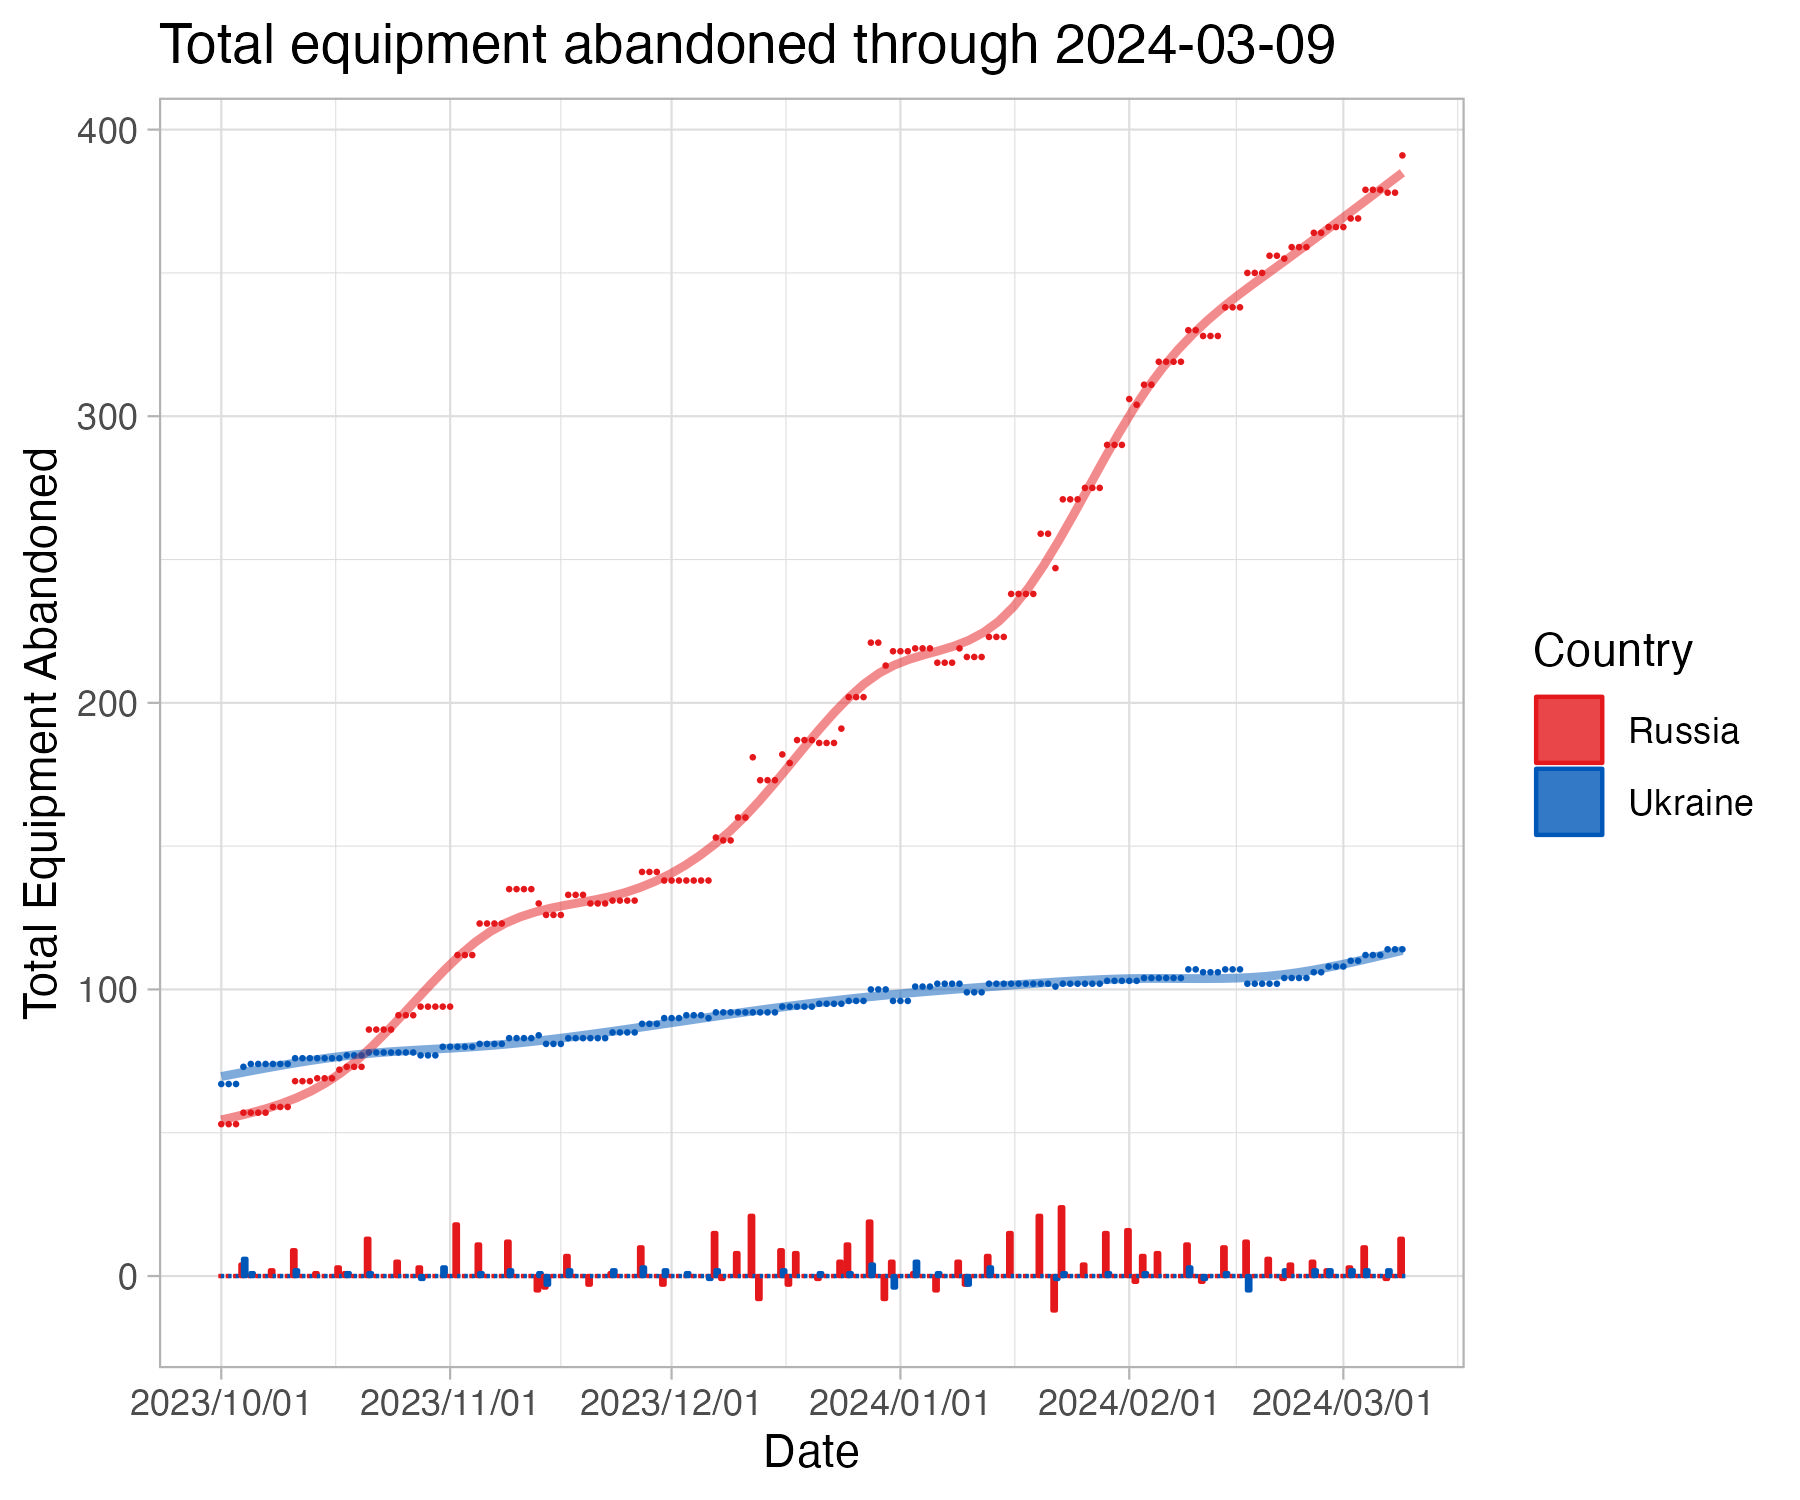 Total equipment abandoned through 2024-03-09
Total Equipment Abandoned
400
300
200
100
0
2023/10/01 2023/11/01 2023/12/01 2024/01/01 2024/02/01 2024/03/01
Date
Country
Russia
Ukraine